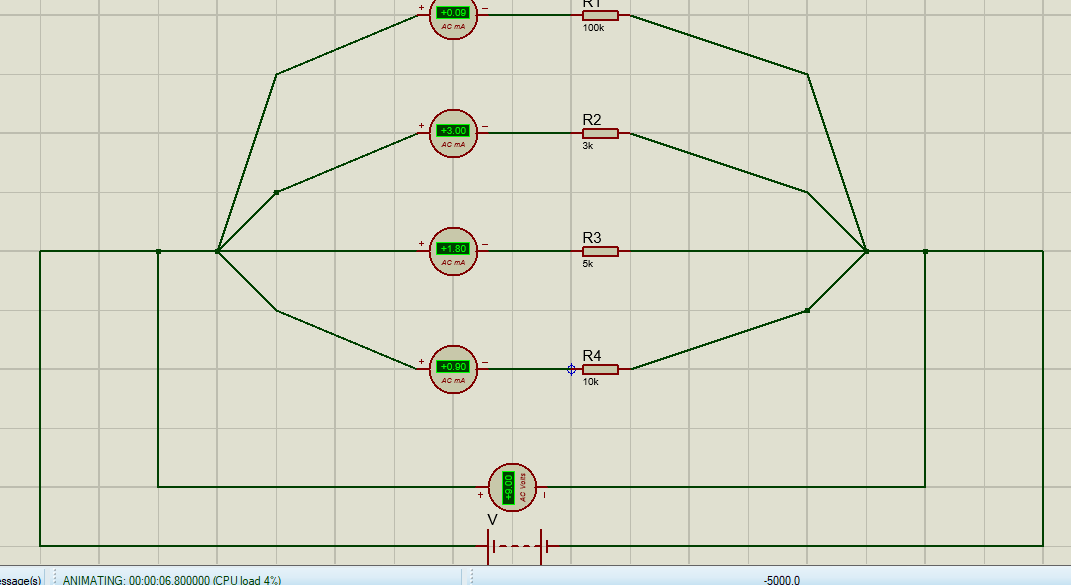 R1
+0.09
AC mA
100k
R2
+3.00
AC mA
3k
R3
+1.80
AC mA
5k
R4
+0.90
AC mA
10k
+9.00
AC Volts
V
essage(s)
ANIMATING: 00:00:06.800000 (CPU load 4%)
-5000.0